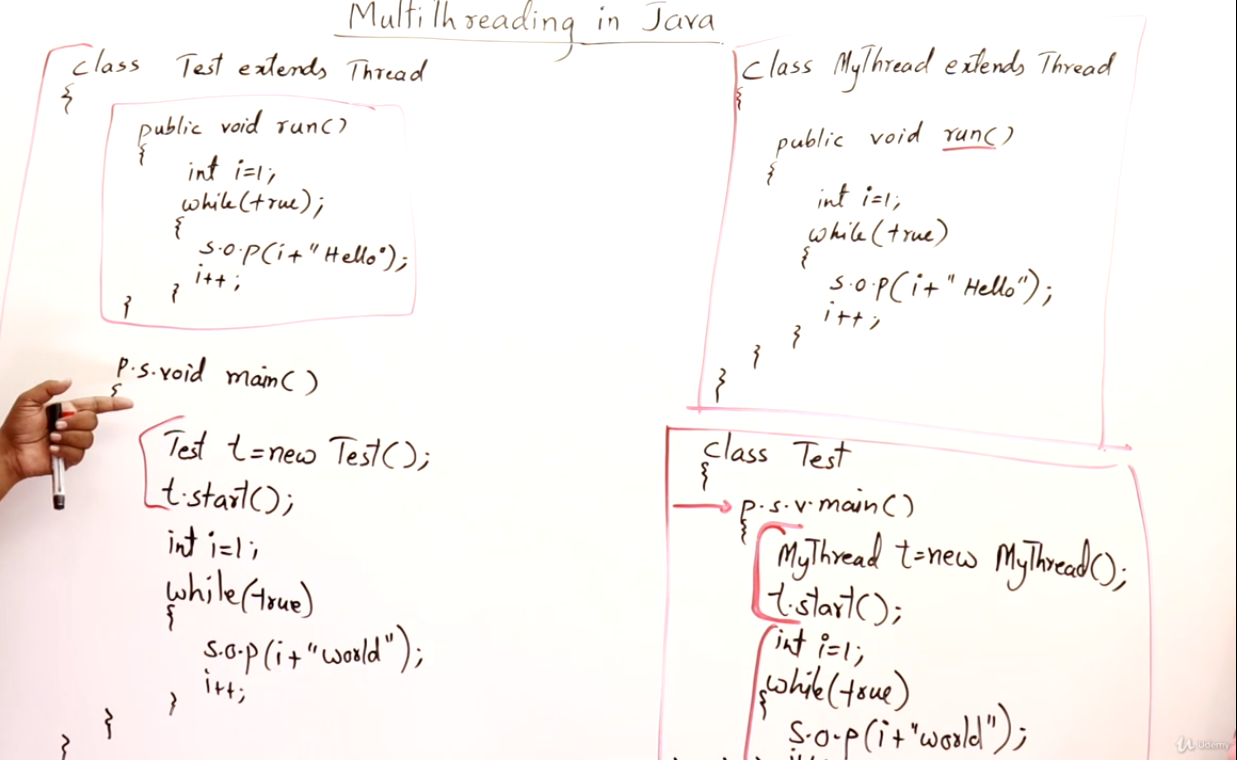 Multithreading in Java
class Test extends Thread
{
public void run()
{
int i=1;
while(true);
{
s.o.p(i+"Hello");
i++;
}
}
p.s.void main()
{
Test t=new Test();
t.start();
int i=1;
while(true)
{
s.o.p(i+"world");
i++;
}
}
}
class MyThread extends Thread
{
public void run()
{
int i=1;
while(true)
{
s.o.p(i+" Hello");
i++;
}
}
}
class Test
{
p.s.v.main()
{
MyThread t=new MyThread();
t.start();
int i=1;
while(true)
{
s.o.p(i+"world");
Udemy